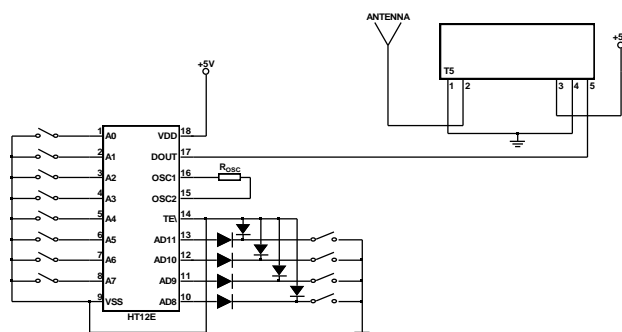 ANTENNA
+5
T5
1 2 3 4 5
+5V
1 A0 VDD 18
2 A1 DOUT 17
3 A2 OSC1 16
ROSC
4 A3 OSC2 15
5 A4 TE\ 14
6 A5 AD11 13
7 A6 AD10 12
8 A7 AD9 11
9 VSS AD8 10
HT12E